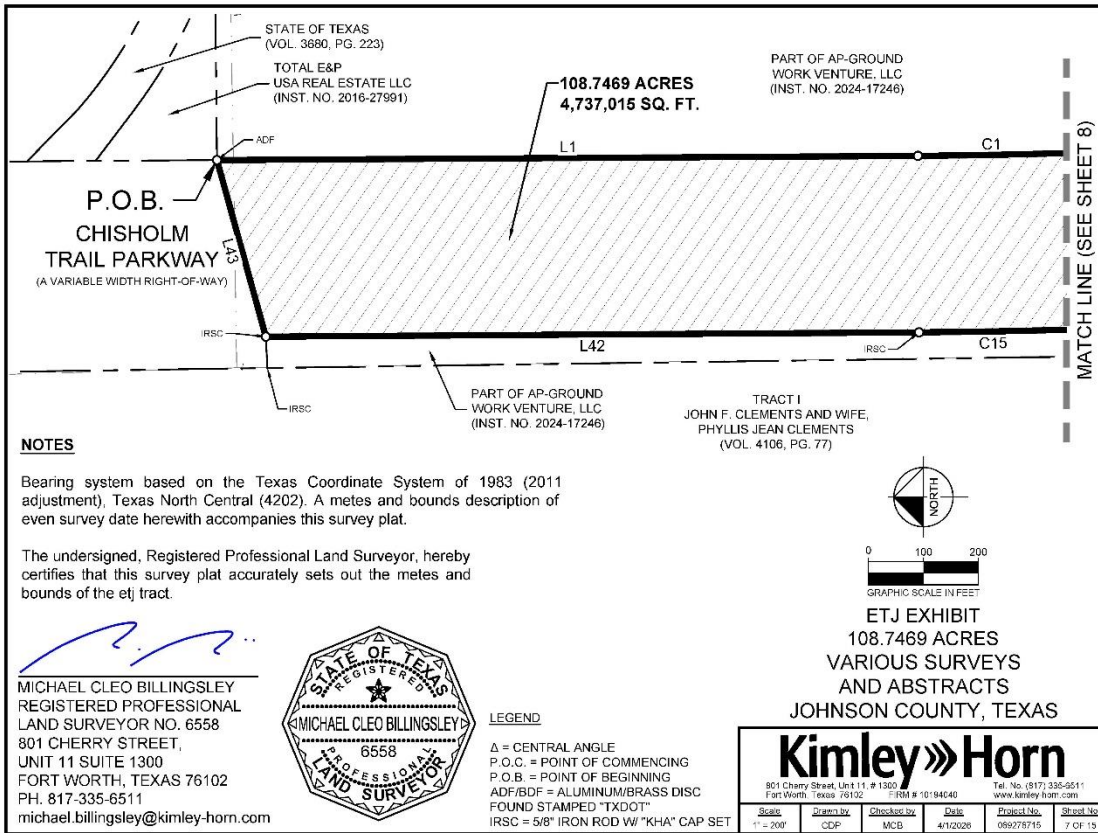 STATE OF TEXAS
(VOL. 3680, PG. 223)
TOTAL E&P
USA REAL ESTATE LLC
(INST. NO. 2016-27991)
ADF
108.7469 ACRES
4,737,015 SQ. FT.
PART OF AP-GROUND
WORK VENTURE, LLC
(INST. NO. 2024-17246)
L1
C1
P.O.B.
CHISHOLM
TRAIL PARKWAY
(A VARIABLE WIDTH RIGHT-OF-WAY)
L43
IRSC
L42
IRSC
C15
IRSC
MATCH LINE (SEE SHEET 8)
PART OF AP-GROUND
WORK VENTURE, LLC
(INST. NO. 2024-17246)
TRACT I
JOHN F. CLEMENTS AND WIFE,
PHYLLIS JEAN CLEMENTS
(VOL. 4106, PG. 77)
NOTES
Bearing system based on the Texas Coordinate System of 1983 (2011
adjustment), Texas North Central (4202). A metes and bounds description of
even survey date herewith accompanies this survey plat.
The undersigned, Registered Professional Land Surveyor, hereby
certifies that this survey plat accurately sets out the metes and
bounds of the etj tract.
MICHAEL CLEO BILLINGSLEY
REGISTERED PROFESSIONAL
LAND SURVEYOR NO. 6558
801 CHERRY STREET,
UNIT 11 SUITE 1300
FORT WORTH, TEXAS 76102
PH. 817-335-6511
michael.billingsley@kimley-horn.com
STATE OF TEXAS
REGISTERED
MICHAEL CLEO BILLINGSLEY
6558
PROFESSIONAL
LAND SURVEYOR
LEGEND
Δ = CENTRAL ANGLE
P.O.C. = POINT OF COMMENCING
P.O.B. = POINT OF BEGINNING
ADF/BDF = ALUMINUM/BRASS DISC
FOUND STAMPED "TXDOT"
IRSC = 5/8" IRON ROD W/ "KHA" CAP SET
NORTH
0 100 200
GRAPHIC SCALE IN FEET
ETJ EXHIBIT
108.7469 ACRES
VARIOUS SURVEYS
AND ABSTRACTS
JOHNSON COUNTY, TEXAS
Kimley»Horn
801 Cherry Street, Unit 11, # 1300
Fort Worth, Texas 76102 FIRM # 10194040
Tel. No. (817) 335-6511
www.kimley-horn.com
Scale Drawn by Checked by Date Project No. Sheet No.
1" = 200' CDP MCB 4/1/2026 069278715 7 OF 15